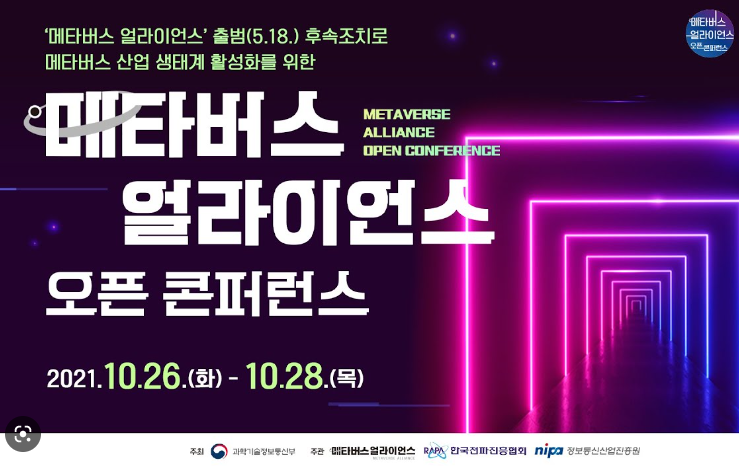 '메타버스 얼라이언스' 출범(5.18.) 후속조치로
메타버스 산업 생태계 활성화를 위한
메타버스
METAVERSE
ALLIANCE
OPEN CONFERENCE
얼라이언스
오픈 콘퍼런스
2021.10.26.(화) - 10.28.(목)
메타버스
얼라이언스
오픈 콘퍼런스
주최 과학기술정보통신부 주관 메타버스얼라이언스 RAPA 한국전파진흥협회 nipa 정보통신산업진흥원